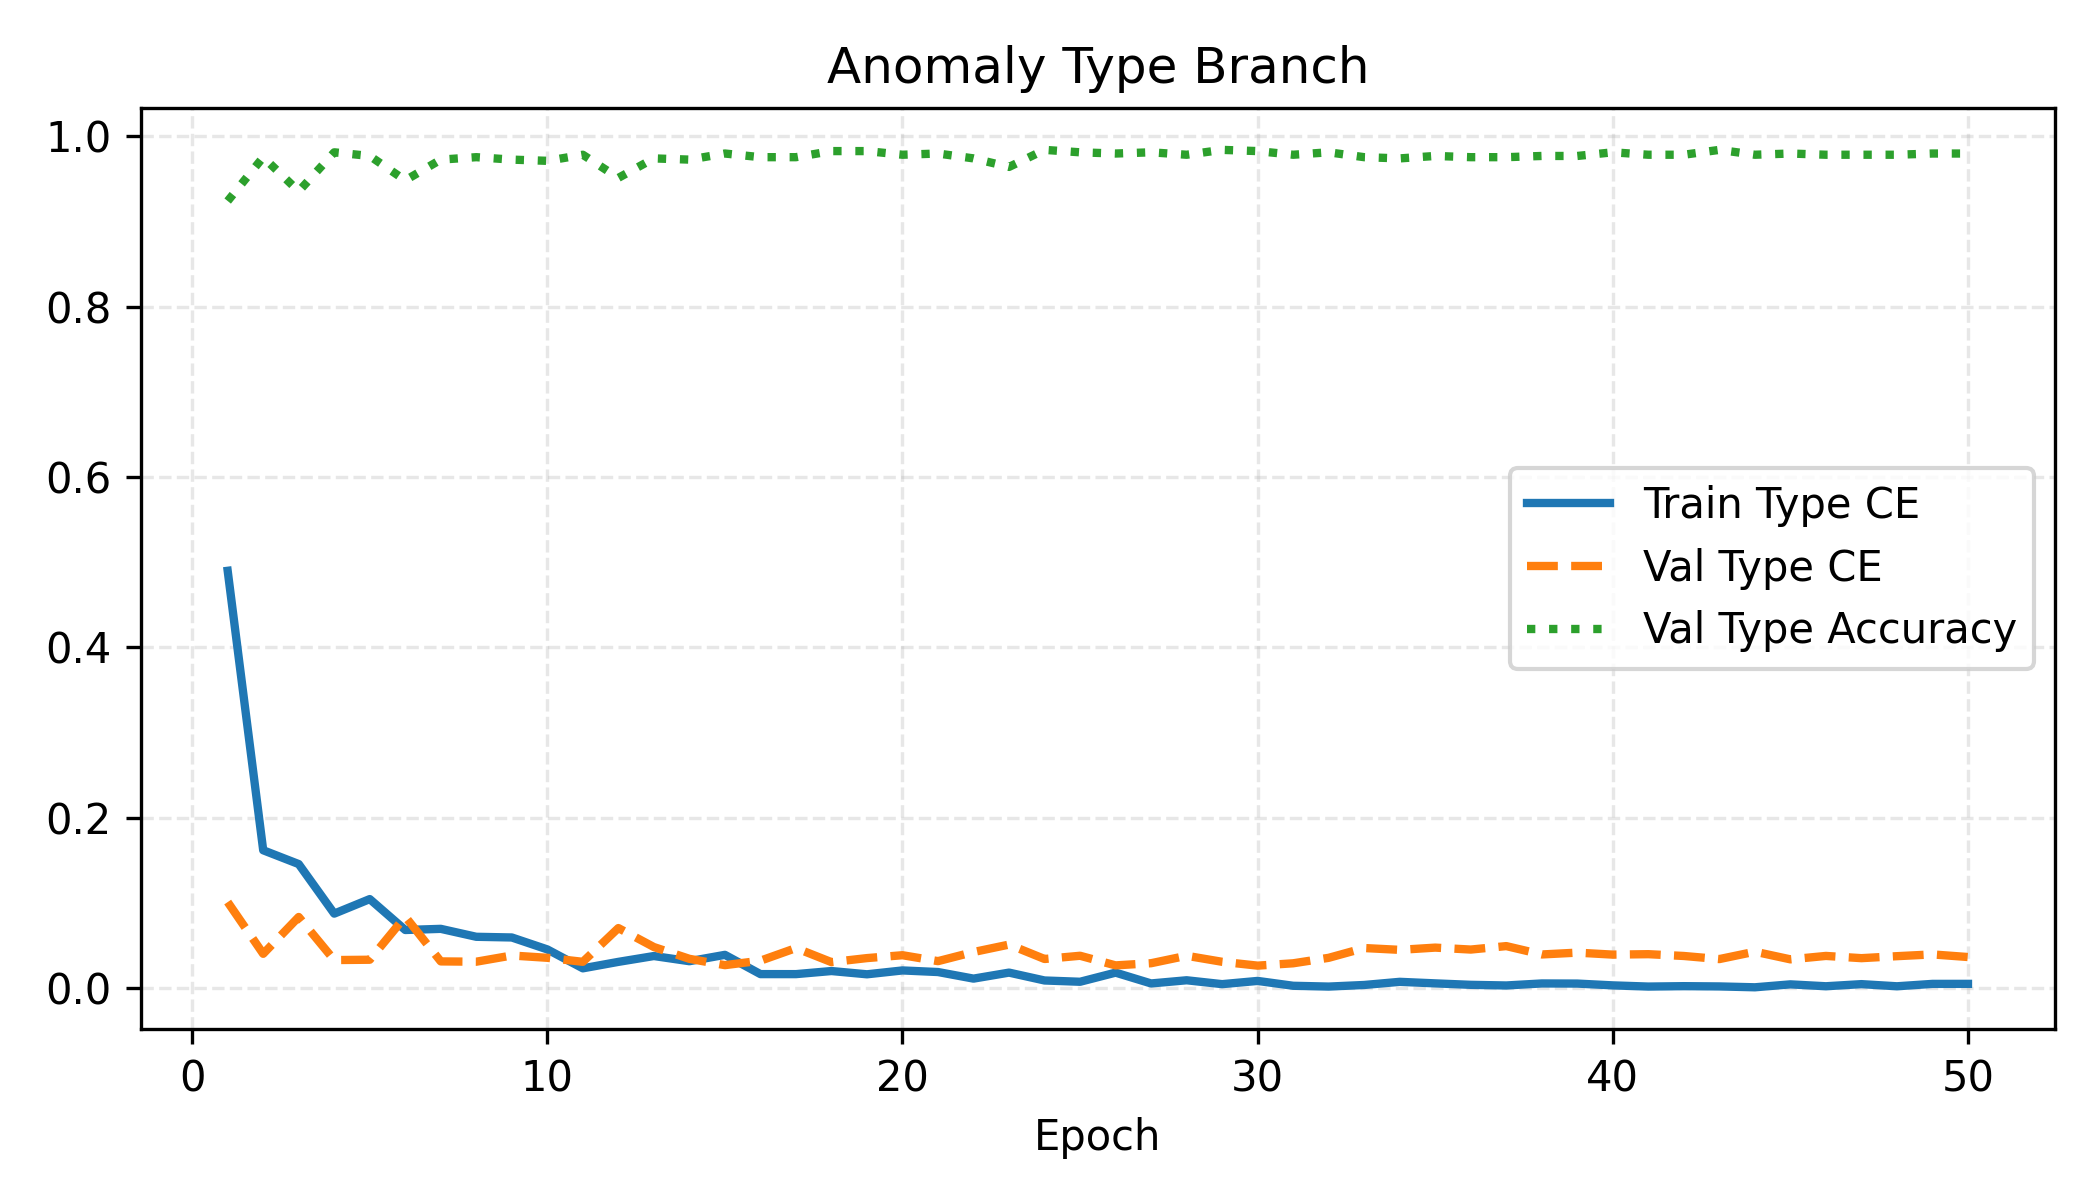 Anomaly Type Branch
1.0
0.8
0.6
0.4
0.2
0.0
Train Type CE
Val Type CE
Val Type Accuracy
0 10 20 30 40 50
Epoch